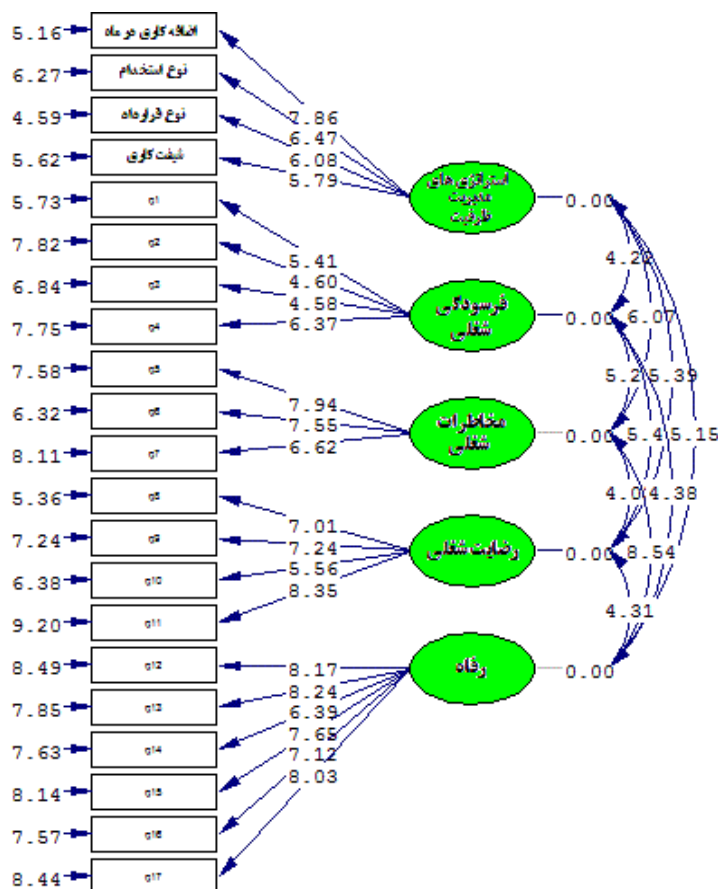 5.16 اضافه کاری در ماه
6.27 نوع استخدام
4.59 نوع قرارداد
5.62 شیفت کاری
5.73 q1
7.82 q2
6.84 q3
7.75 q4
7.58 q5
6.32 q6
8.11 q7
5.36 q8
7.24 q9
6.38 q10
9.20 q11
8.49 q12
7.85 q13
7.63 q14
8.14 q15
7.57 q16
8.44 q17
7.86
6.47
6.08
5.79
5.41
4.60
4.58
6.37
7.94
7.55
6.62
7.01
7.24
5.56
8.35
8.17
8.24
6.39
7.65
7.12
8.03
استراتژی های
مدیریت
ظرفیت
0.00
فرسودگی
شغلی
0.00
مخاطرات
شغلی
0.00
رضایت شغلی
0.00
رفاه
0.00
6.07
5.39
5.15
4.38
8.54
4.31